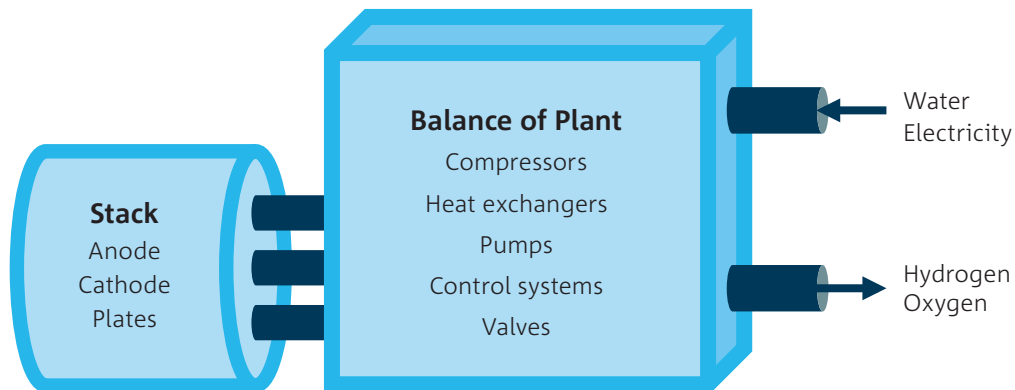 Stack
Anode
Cathode
Plates
Balance of Plant
Compressors
Heat exchangers
Pumps
Control systems
Valves
Water
Electricity
Hydrogen
Oxygen